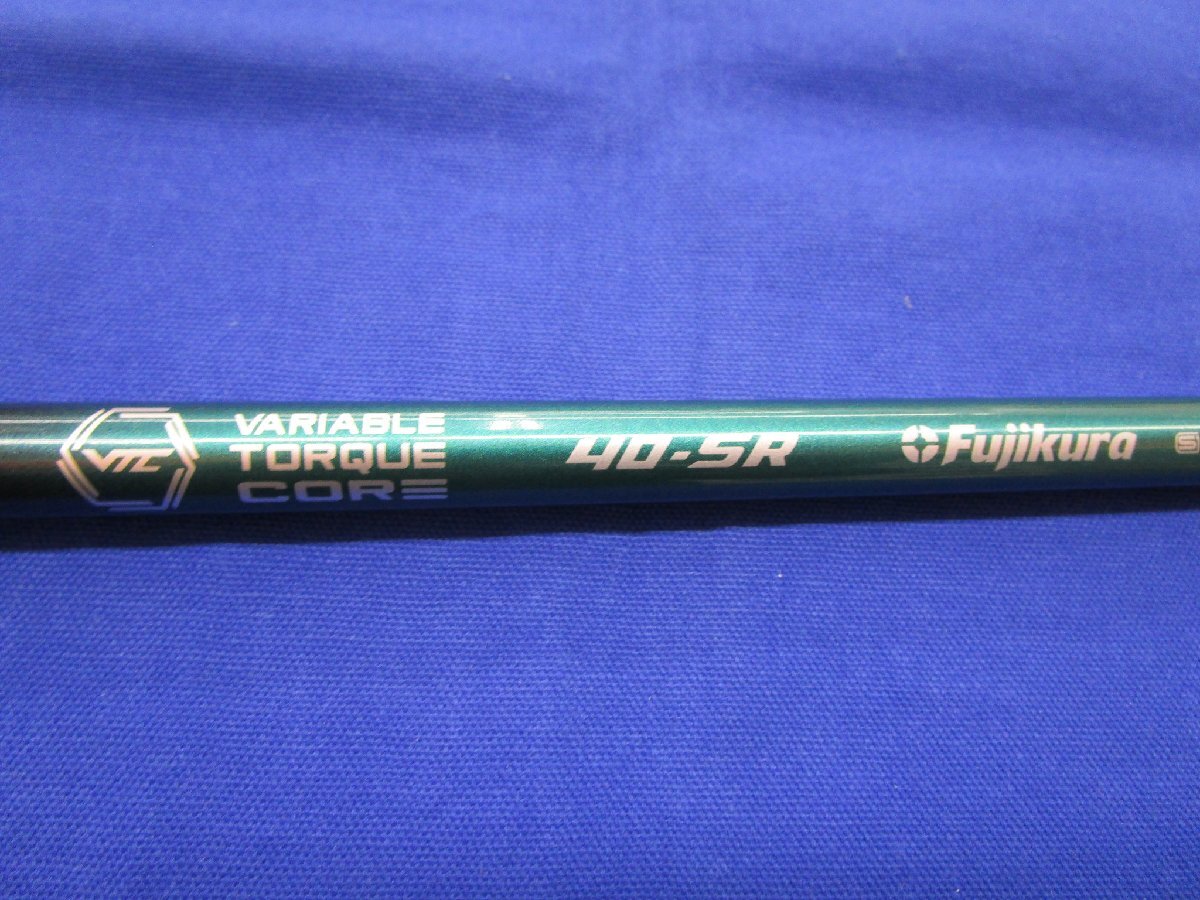 VTC
VARIABLE
TORQUE
CORE
40-SR
Fujikura
S